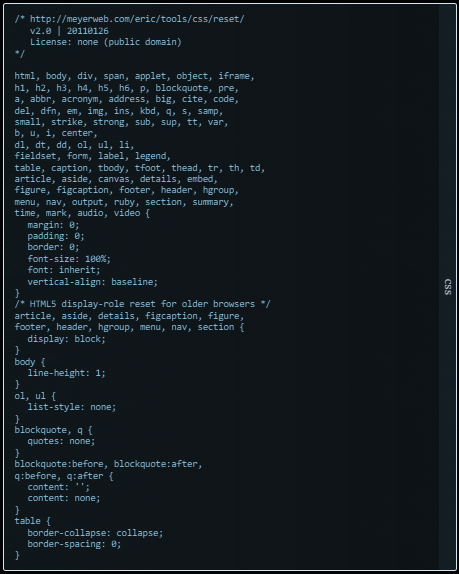 /* http://meyerweb.com/eric/tools/css/reset/
v2.0 | 20110126
License: none (public domain)
*/
html, body, div, span, applet, object, iframe,
h1, h2, h3, h4, h5, h6, p, blockquote, pre,
a, abbr, acronym, address, big, cite, code,
del, dfn, em, img, ins, kbd, q, s, samp,
small, strike, strong, sub, sup, tt, var,
b, u, i, center,
dl, dt, dd, ol, ul, li,
fieldset, form, label, legend,
table, caption, tbody, tfoot, thead, tr, th, td,
article, aside, canvas, details, embed,
figure, figcaption, footer, header, hgroup,
menu, nav, output, ruby, section, summary,
time, mark, audio, video {
margin: 0;
padding: 0;
border: 0;
font-size: 100%;
font: inherit;
vertical-align: baseline;
}
/* HTML5 display-role reset for older browsers */
article, aside, details, figcaption, figure,
footer, header, hgroup, menu, nav, section {
display: block;
}
body {
line-height: 1;
}
ol, ul {
list-style: none;
}
blockquote, q {
quotes: none;
}
blockquote:before, blockquote:after,
q:before, q:after {
content: '';
content: none;
}
table {
border-collapse: collapse;
border-spacing: 0;
}
CSS